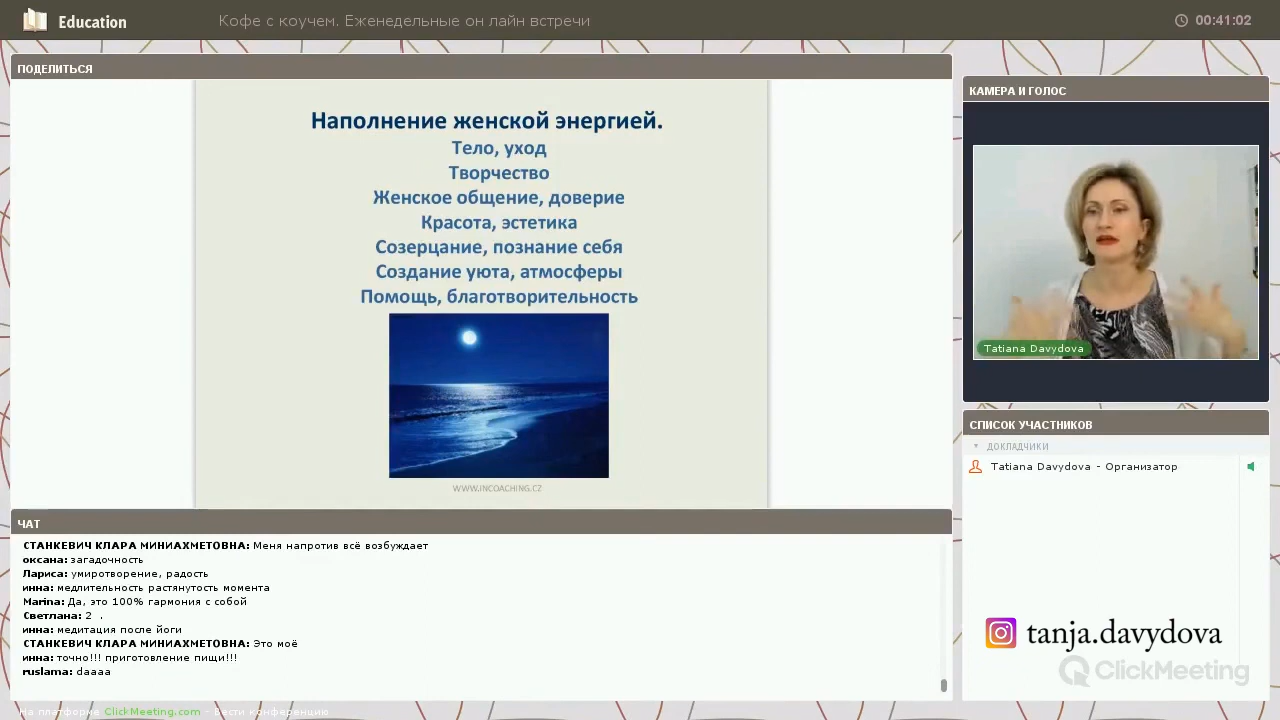 Education
Кофе с коучем. Еженедельные он лайн встречи
00:41:02
ПОДЕЛИТЬСЯ
Наполнение женской энергией.
Тело, уход
Творчество
Женское общение, доверие
Красота, эстетика
Созерцание, познание себя
Создание уюта, атмосферы
Помощь, благотворительность
WWW.INCOACHING.CZ
КАМЕРА И ГОЛОС
Tatiana Davydova
СПИСОК УЧАСТНИКОВ
ДОКЛАДЧИКИ
Tatiana Davydova - Организатор
ЧАТ
СТАНКЕВИЧ КЛАРА МИНИАХМЕТОВНА: Меня напротив всё возбуждает
оксана: загадочность
Лариса: умиротворение, радость
инна: медлительность растянутость момента
Marina: Да, это 100% гармония с собой
Светлана: 2 .
инна: медитация после йоги
СТАНКЕВИЧ КЛАРА МИНИАХМЕТОВНА: Это моё
инна: точно!!! приготовление пищи!!!
ruslama: daaaa
tanja.davydova
ClickMeeting
На платформе ClickMeeting.com - Вести конференцию